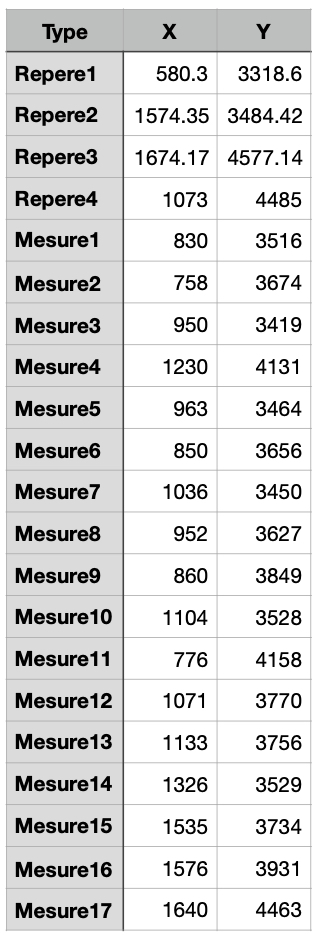 Type X Y
Repere1 580.3 3318.6
Repere2 1574.35 3484.42
Repere3 1674.17 4577.14
Repere4 1073 4485
Mesure1 830 3516
Mesure2 758 3674
Mesure3 950 3419
Mesure4 1230 4131
Mesure5 963 3464
Mesure6 850 3656
Mesure7 1036 3450
Mesure8 952 3627
Mesure9 860 3849
Mesure10 1104 3528
Mesure11 776 4158
Mesure12 1071 3770
Mesure13 1133 3756
Mesure14 1326 3529
Mesure15 1535 3734
Mesure16 1576 3931
Mesure17 1640 4463